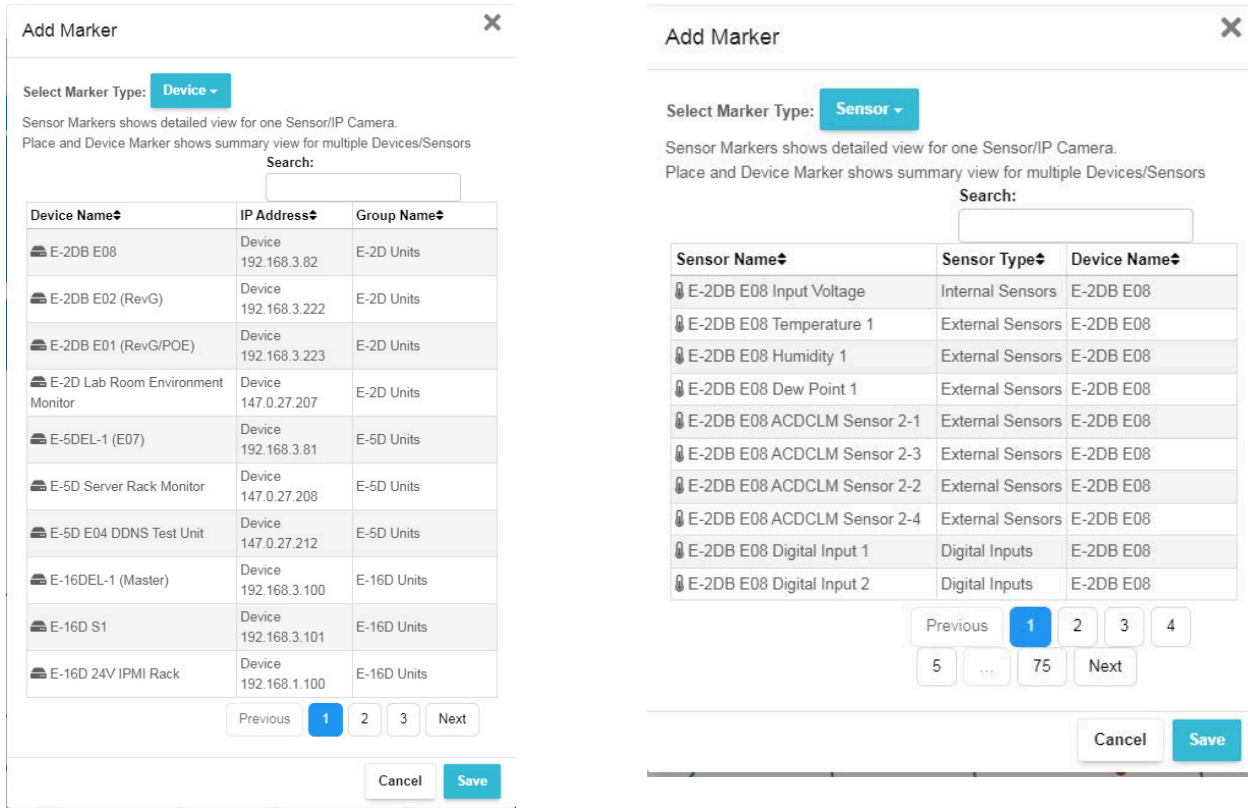 Add Marker
Select Marker Type: Device
Sensor Markers shows detailed view for one Sensor/IP Camera.
Place and Device Marker shows summary view for multiple Devices/Sensors
Search:
Device Name IP Address Group Name
E-2DB E08 Device 192.168.3.82 E-2D Units
E-2DB E02 (RevG) Device 192.168.3.222 E-2D Units
E-2DB E01 (RevG/POE) Device 192.168.3.223 E-2D Units
E-2D Lab Room Environment Monitor Device 147.0.27.207 E-2D Units
E-5DEL-1 (E07) Device 192.168.3.81 E-5D Units
E-5D Server Rack Monitor Device 147.0.27.208 E-5D Units
E-5D E04 DDNS Test Unit Device 147.0.27.212 E-5D Units
E-16DEL-1 (Master) Device 192.168.3.100 E-16D Units
E-16D S1 Device 192.168.3.101 E-16D Units
E-16D 24V IPMI Rack Device 192.168.1.100 E-16D Units
Previous 1 2 3 Next
Cancel Save
Add Marker
Select Marker Type: Sensor
Sensor Markers shows detailed view for one Sensor/IP Camera.
Place and Device Marker shows summary view for multiple Devices/Sensors
Search:
Sensor Name Sensor Type Device Name
E-2DB E08 Input Voltage Internal Sensors E-2DB E08
E-2DB E08 Temperature 1 External Sensors E-2DB E08
E-2DB E08 Humidity 1 External Sensors E-2DB E08
E-2DB E08 Dew Point 1 External Sensors E-2DB E08
E-2DB E08 ACDCLM Sensor 2-1 External Sensors E-2DB E08
E-2DB E08 ACDCLM Sensor 2-3 External Sensors E-2DB E08
E-2DB E08 ACDCLM Sensor 2-2 External Sensors E-2DB E08
E-2DB E08 ACDCLM Sensor 2-4 External Sensors E-2DB E08
E-2DB E08 Digital Input 1 Digital Inputs E-2DB E08
E-2DB E08 Digital Input 2 Digital Inputs E-2DB E08
Previous 1 2 3 4
5 ... 75 Next
Cancel Save